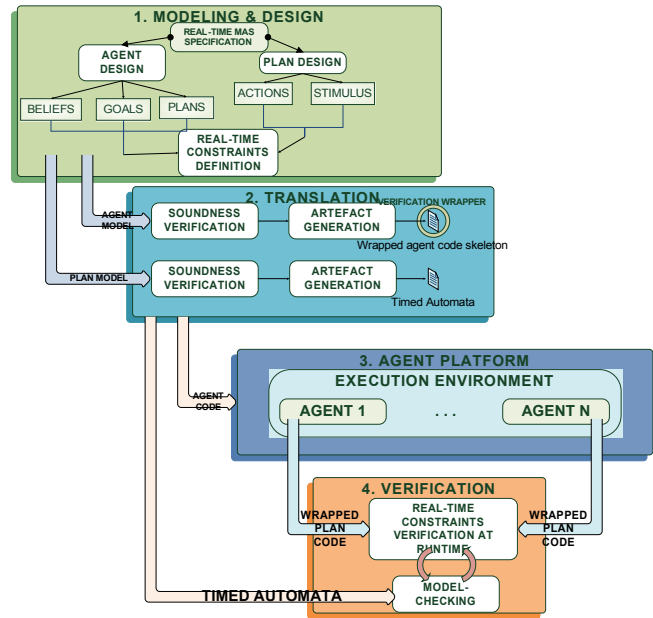 1. MODELING & DESIGN
REAL-TIME MAS
SPECIFICATION
AGENT
DESIGN
PLAN DESIGN
BELIEFS
GOALS
PLANS
ACTIONS
STIMULUS
REAL-TIME
CONSTRAINTS
DEFINITION
2. TRANSLATION
VERIFICATION WRAPPER
AGENT
MODEL
SOUNDNESS
VERIFICATION
ARTEFACT
GENERATION
Wrapped agent code skeleton
PLAN MODEL
SOUNDNESS
VERIFICATION
ARTEFACT
GENERATION
Timed Automata
3. AGENT PLATFORM
EXECUTION ENVIRONMENT
AGENT
CODE
AGENT 1
. . .
AGENT N
4. VERIFICATION
WRAPPED
PLAN
CODE
REAL-TIME
CONSTRAINTS
VERIFICATION AT
RUNTIME
WRAPPED
PLAN
CODE
MODEL-
CHECKING
TIMED AUTOMATA